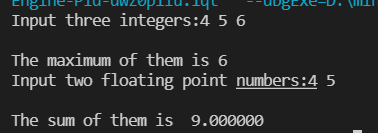 Input three integers:4 5 6
The maximum of them is 6
Input two floating point numbers:4 5
The sum of them is  9.000000